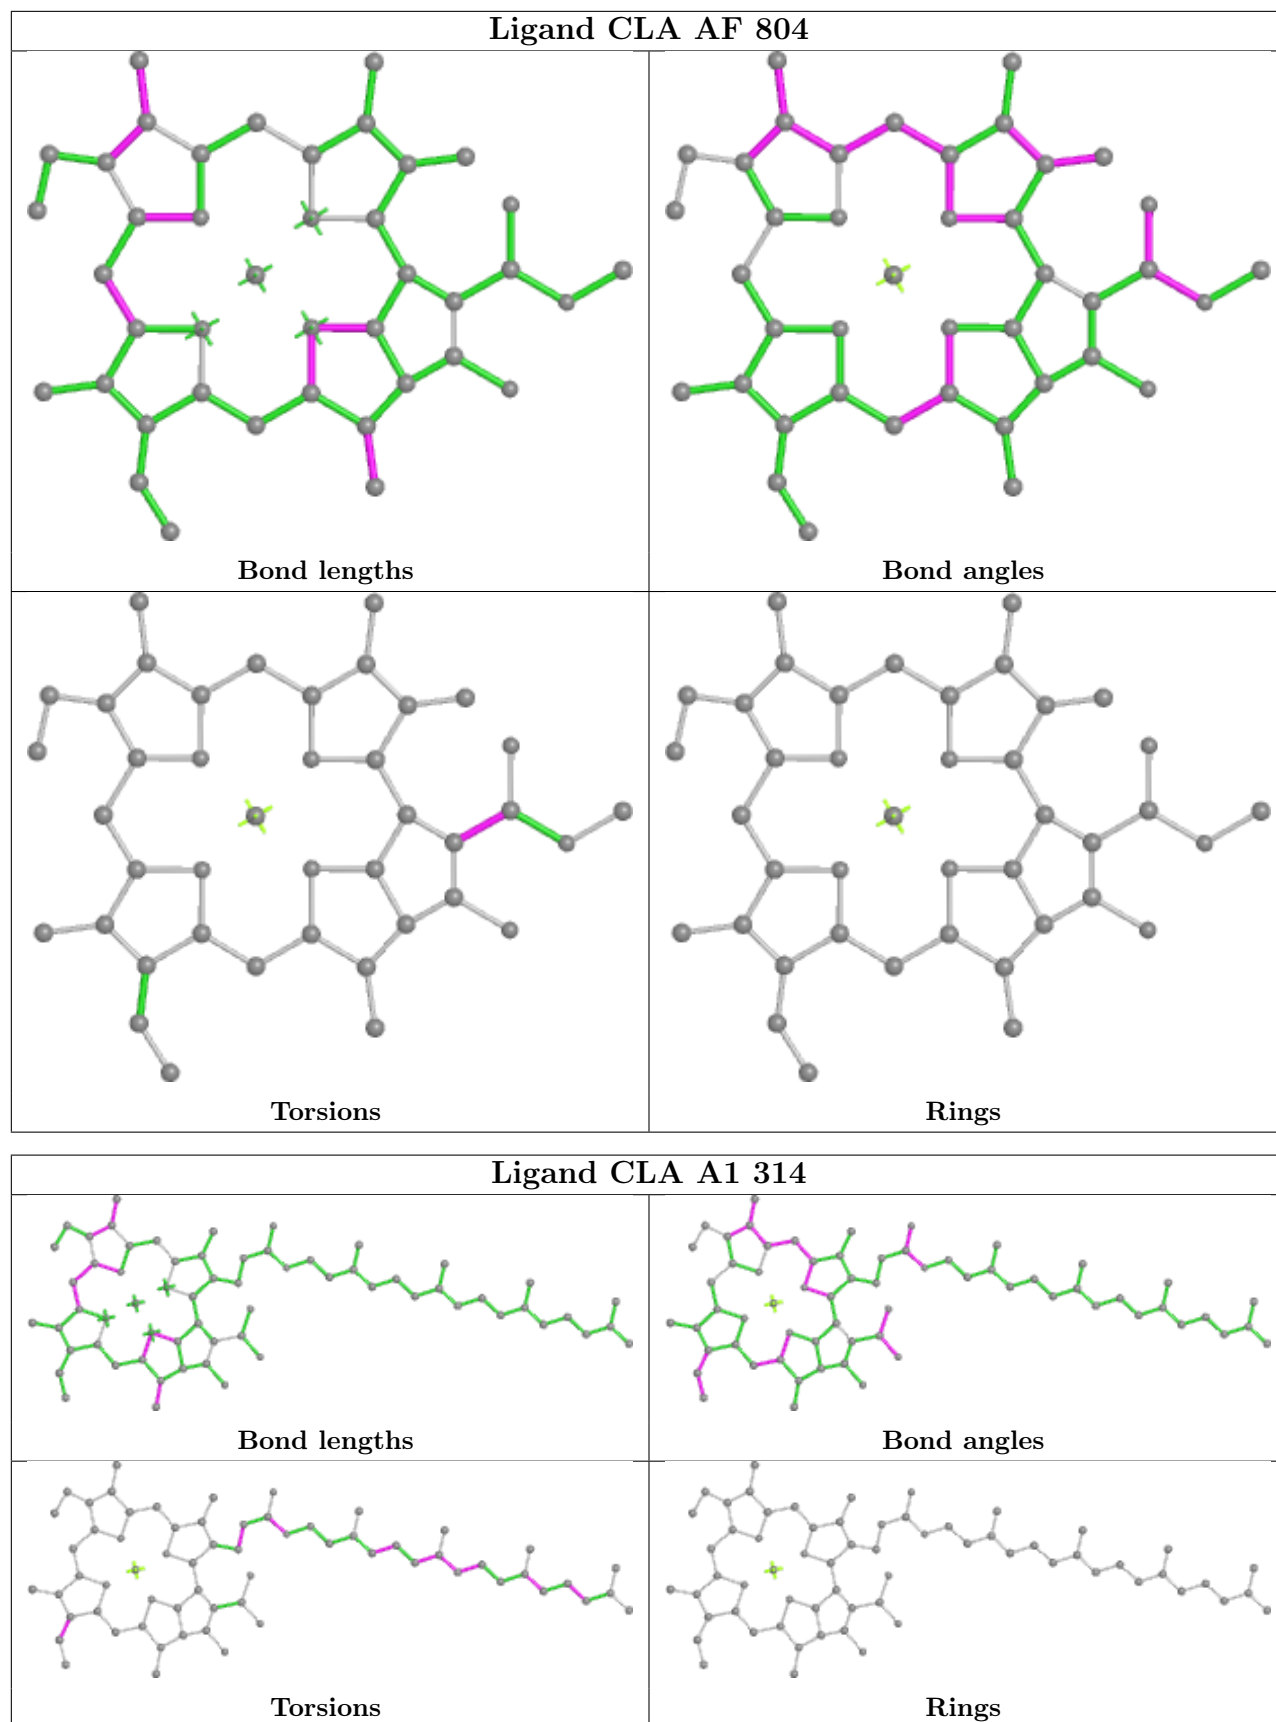 Ligand CLA AF 804
Bond lengths
Bond angles
Torsions
Rings
Ligand CLA A1 314
Bond lengths
Bond angles
Torsions
Rings